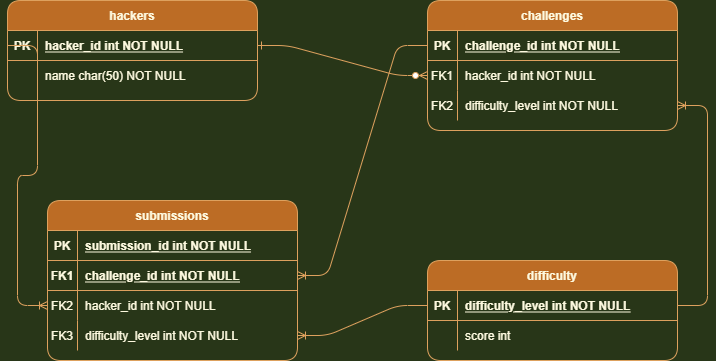 hackers
PK hacker_id int NOT NULL
name char(50) NOT NULL
challenges
PK challenge_id int NOT NULL
FK1 hacker_id int NOT NULL
FK2 difficulty_level int NOT NULL
submissions
PK submission_id int NOT NULL
FK1 challenge_id int NOT NULL
FK2 hacker_id int NOT NULL
FK3 difficulty_level int NOT NULL
difficulty
PK difficulty_level int NOT NULL
score int